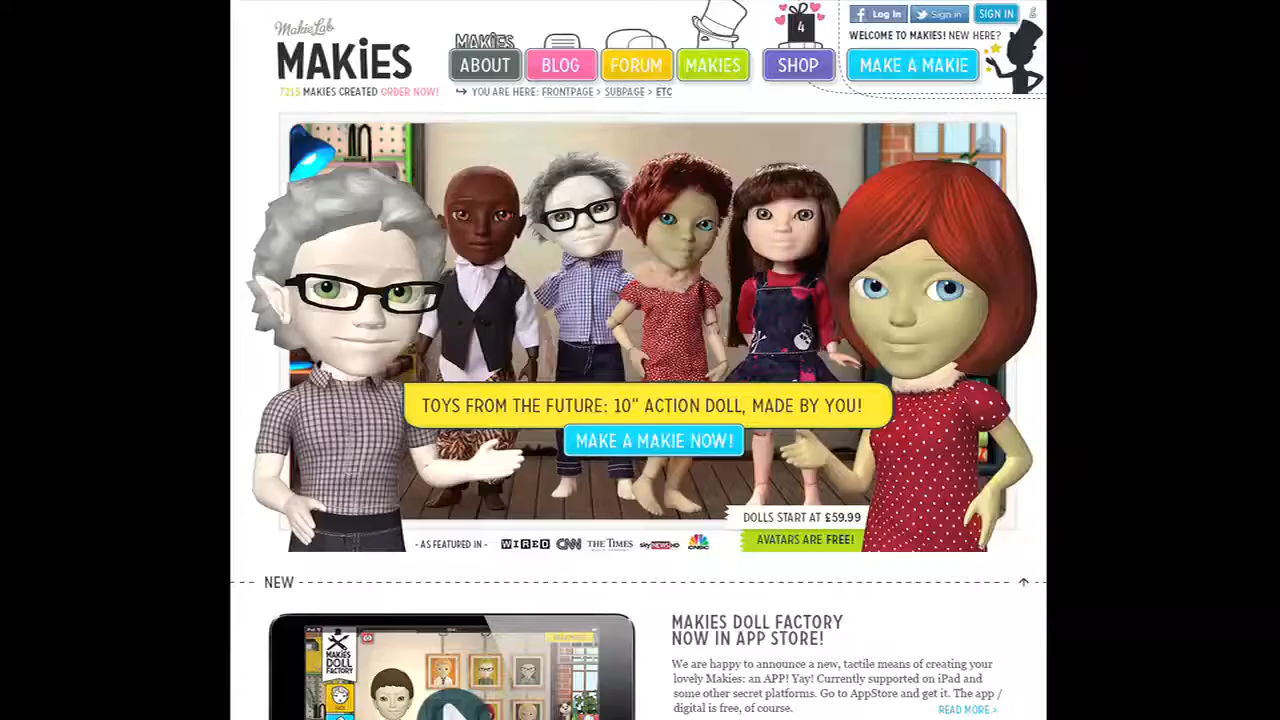 MakieLab
MAKIES
7215 MAKIES CREATED ORDER NOW!
MAKIES
ABOUT
BLOG
FORUM
MAKIES
4
SHOP
Log In
Sign in
SIGN IN
WELCOME TO MAKIES! NEW HERE?
MAKE A MAKIE
YOU ARE HERE: FRONTPAGE > SUBPAGE > ETC
TOYS FROM THE FUTURE: 10" ACTION DOLL, MADE BY YOU!
MAKE A MAKIE NOW!
DOLLS START AT £59.99
AVATARS ARE FREE!
- AS FEATURED IN - WIRED CNN THE TIMES sky NEWS HD CNBC
NEW
MAKIES
DOLL
FACTORY
MAKIES DOLL FACTORY
NOW IN APP STORE!
We are happy to announce a new, tactile means of creating your
lovely Makies: an APP! Yay! Currently supported on iPad and
some other secret platforms. Go to AppStore and get it. The app /
digital is free, of course.
READ MORE >